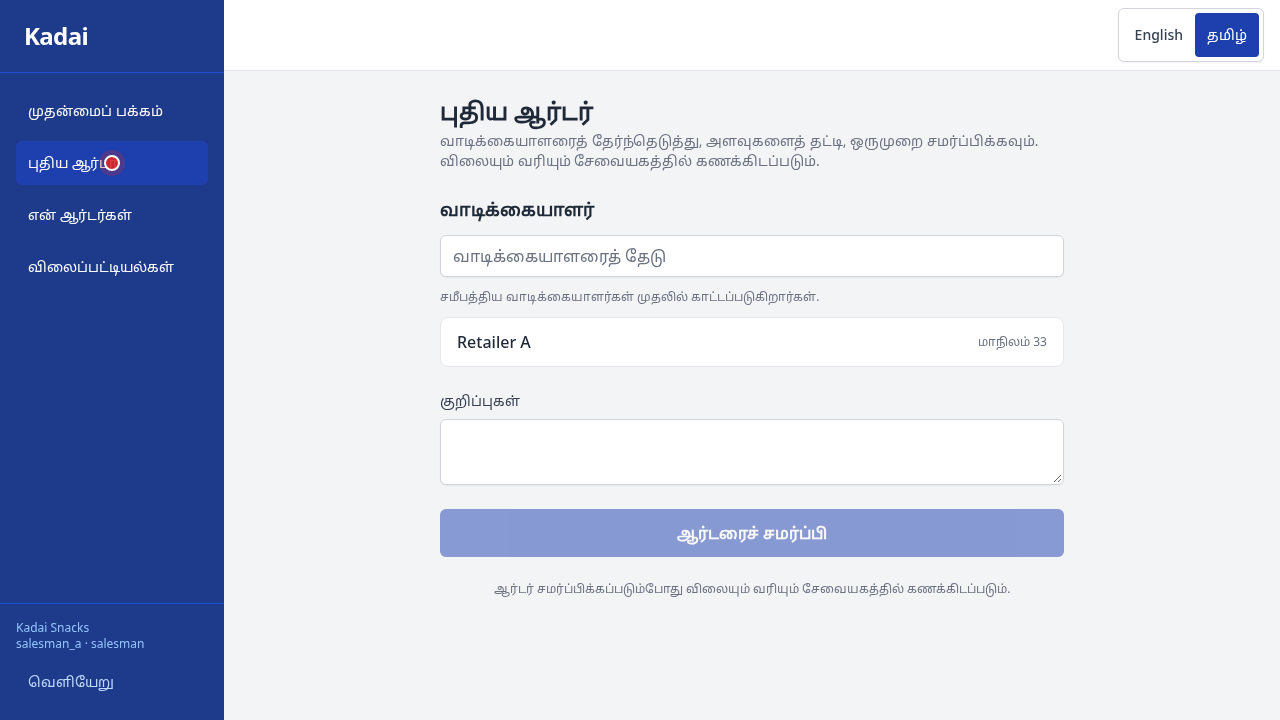 Kadai
English
தமிழ்
முதன்மைப் பக்கம்
புதிய
என் ஆர்டர்கள்
விலைப்பட்டியல்கள்
Kadai Snacks
salesman_a · salesman
வெளியேறு
புதிய ஆர்டர்
வாடிக்கையாளரைத் தேர்ந்தெடுத்து, அளவுகளைத் தட்டி, ஒருமுறை சமர்ப்பிக்கவும்.
விலையும் வரியும் சேவையகத்தில் கணக்கிடப்படும்.
வாடிக்கையாளர்
வாடிக்கையாளரைத் தேடு
சமீபத்திய வாடிக்கையாளர்கள் முதலில் காட்டப்படுகிறார்கள்.
Retailer A
மாநிலம் 33
குறிப்புகள்
ஆர்டரைச் சமர்ப்பி
ஆர்டர் சமர்ப்பிக்கப்படும்போது விலையும் வரியும் சேவையகத்தில் கணக்கிடப்படும்.